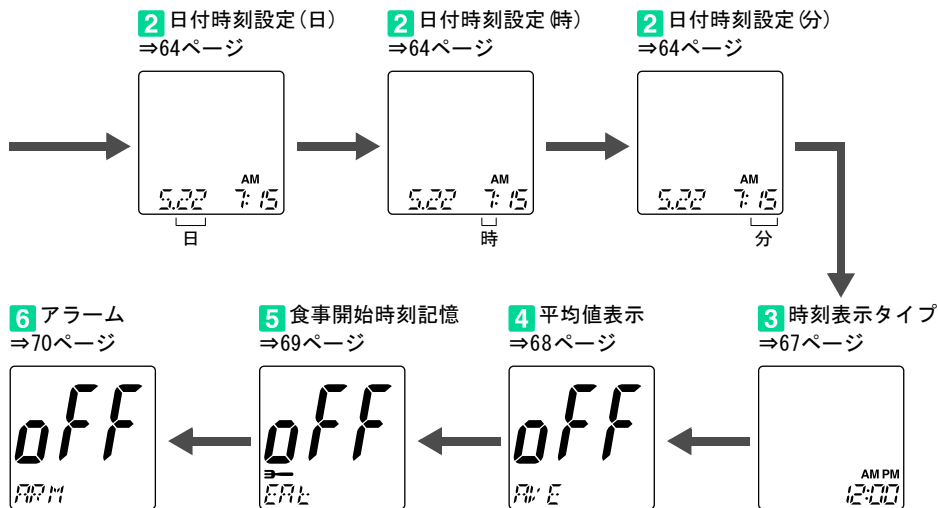 2 日付時刻設定(日)
⇒64ページ
5.22 AM 7:15
日
2 日付時刻設定(時)
⇒64ページ
5.22 AM 7:15
時
2 日付時刻設定(分)
⇒64ページ
5.22 AM 7:15
分
3 時刻表示タイプ
⇒67ページ
AM PM
12:00
4 平均値表示
⇒68ページ
oFF
AVE
5 食事開始時刻記憶
⇒69ページ
oFF
EAt
6 アラーム
⇒70ページ
oFF
ARM